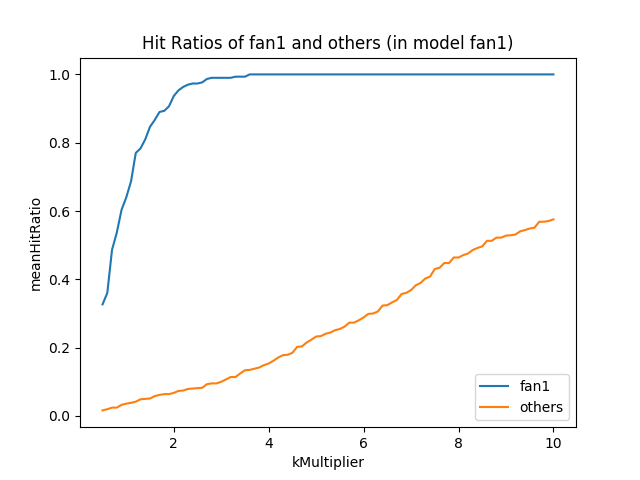 Hit Ratios of fan1 and others (in model fan1)
1.0
0.8
0.6
0.4
0.2
0.0
meanHitRatio
2
4
6
8
10
kMultiplier
fan1
others